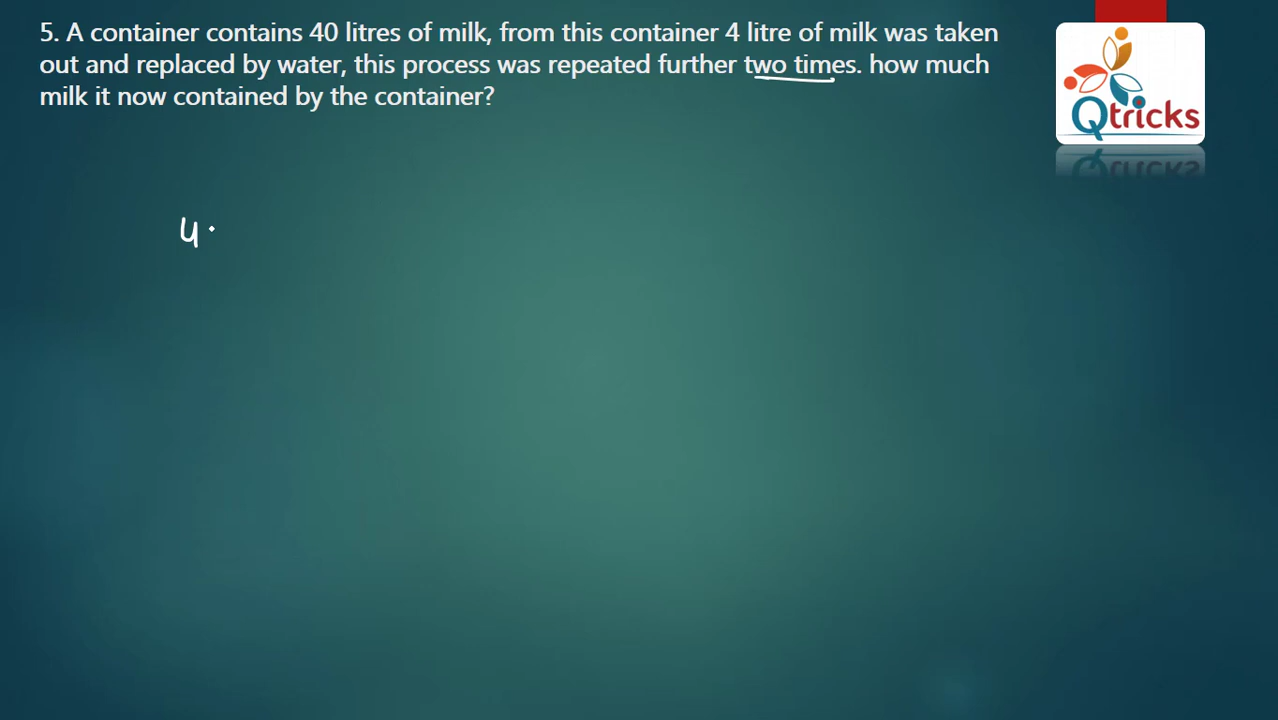 5. A container contains 40 litres of milk, from this container 4 litre of milk was taken
out and replaced by water, this process was repeated further two times. how much
milk it now contained by the container?
Qtricks
4